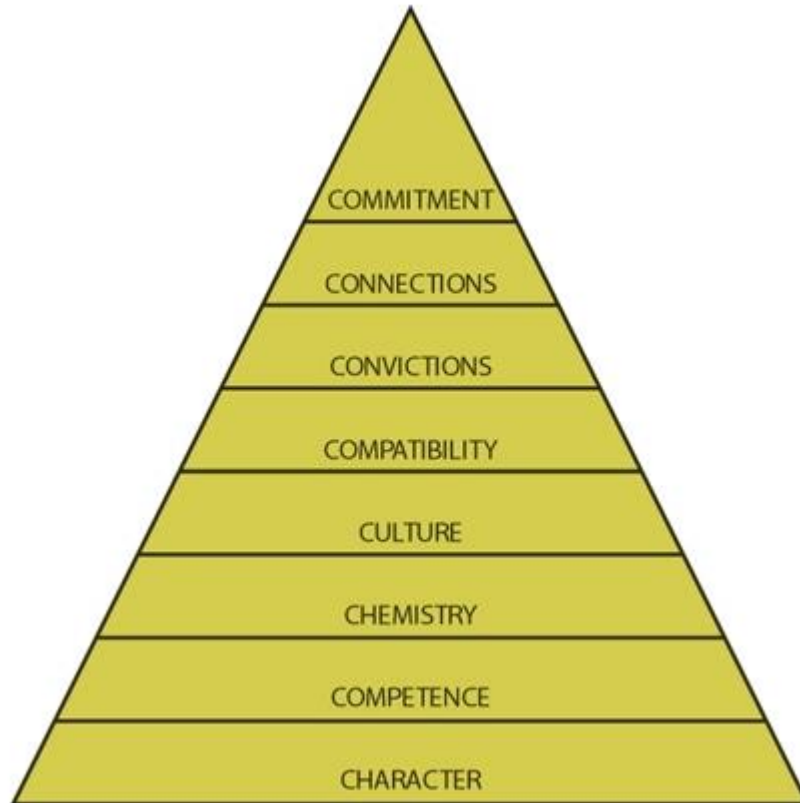 COMMITMENT
CONNECTIONS
CONVICTIONS
COMPATIBILITY
CULTURE
CHEMISTRY
COMPETENCE
CHARACTER